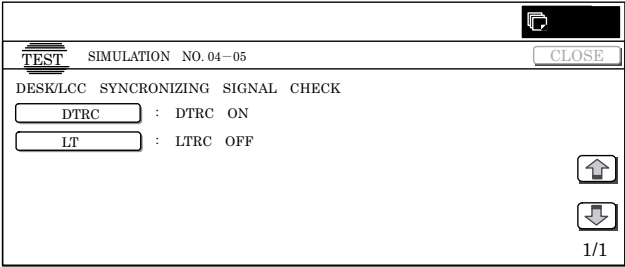 TEST SIMULATION NO. 04−05 CLOSE
DESK/LCC SYNCRONIZING SIGNAL CHECK
DTRC : DTRC ON
LT : LTRC OFF
1/1